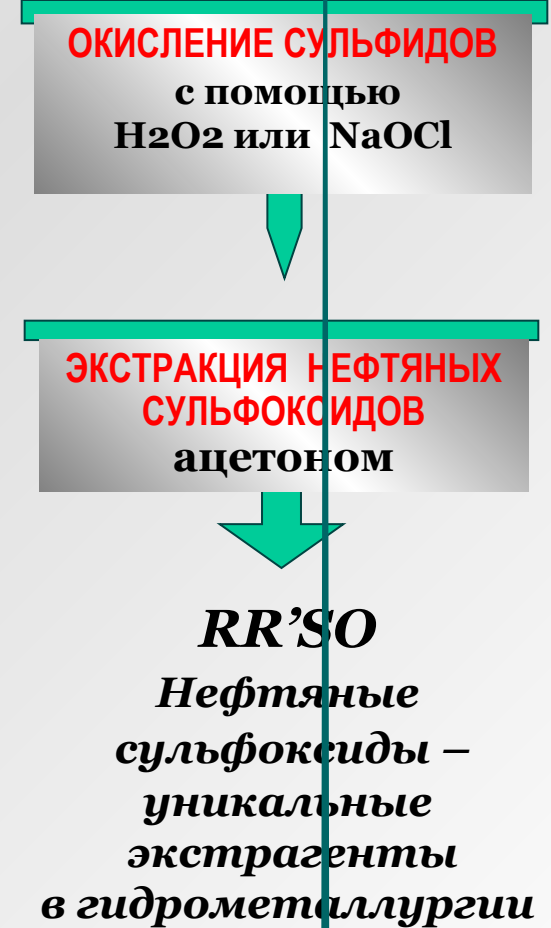 ОКИСЛЕНИЕ СУЛЬФИДОВ
с помощью
H2O2 или NaOCl
ЭКСТРАКЦИЯ НЕФТЯНЫХ
СУЛЬФОКСИДОВ
ацетоном
RR’SO
Нефтяные
сульфоксиды –
уникальные
экстрагенты
в гидрометаллургии